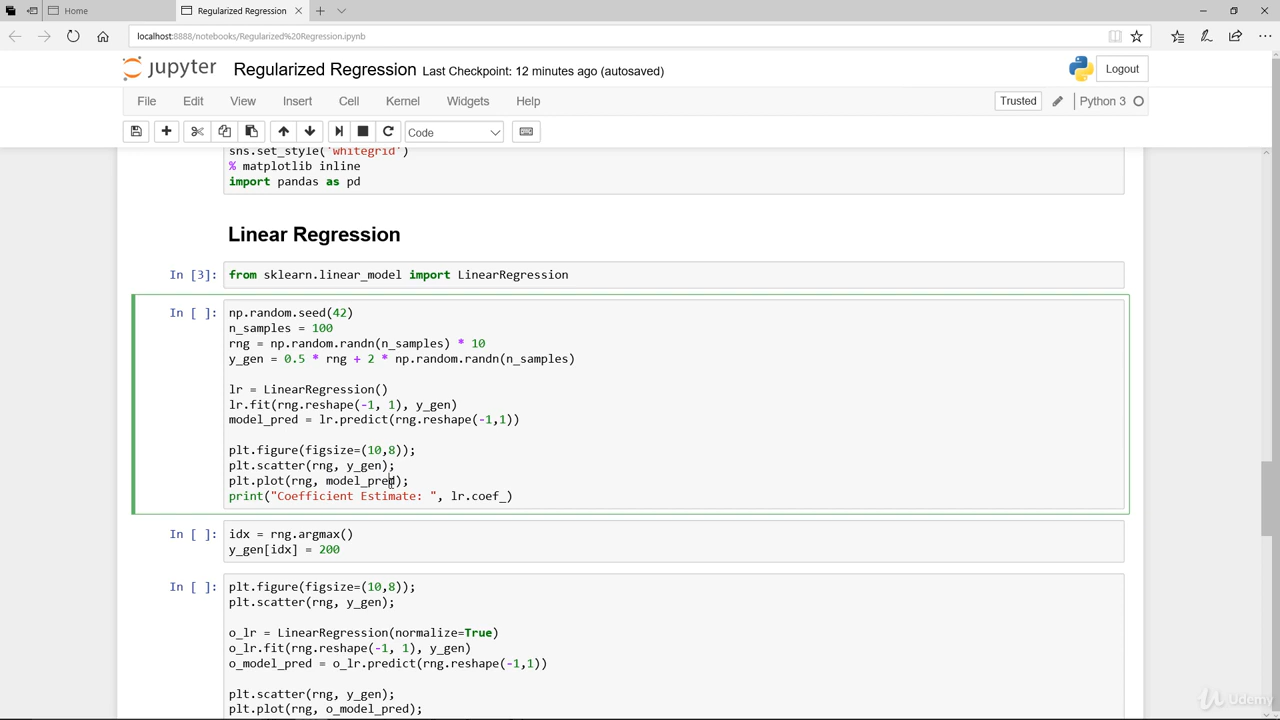 Home
Regularized Regression
localhost:8888/notebooks/Regularized%20Regression.ipynb
jupyter
Regularized Regression Last Checkpoint: 12 minutes ago (autosaved)
Logout
File Edit View Insert Cell Kernel Widgets Help
Trusted
Python 3
Code
sns.set_style('whitegrid')
% matplotlib inline
import pandas as pd
Linear Regression
In [3]: from sklearn.linear_model import LinearRegression
In [ ]: np.random.seed(42)
n_samples = 100
rng = np.random.randn(n_samples) * 10
y_gen = 0.5 * rng + 2 * np.random.randn(n_samples)
lr = LinearRegression()
lr.fit(rng.reshape(-1, 1), y_gen)
model_pred = lr.predict(rng.reshape(-1,1))
plt.figure(figsize=(10,8));
plt.scatter(rng, y_gen);
plt.plot(rng, model_pred);
print("Coefficient Estimate: ", lr.coef_)
In [ ]: idx = rng.argmax()
y_gen[idx] = 200
In [ ]: plt.figure(figsize=(10,8));
plt.scatter(rng, y_gen);
o_lr = LinearRegression(normalize=True)
o_lr.fit(rng.reshape(-1, 1), y_gen)
o_model_pred = o_lr.predict(rng.reshape(-1,1))
plt.scatter(rng, y_gen);
plt.plot(rng, o_model_pred);
Udemy